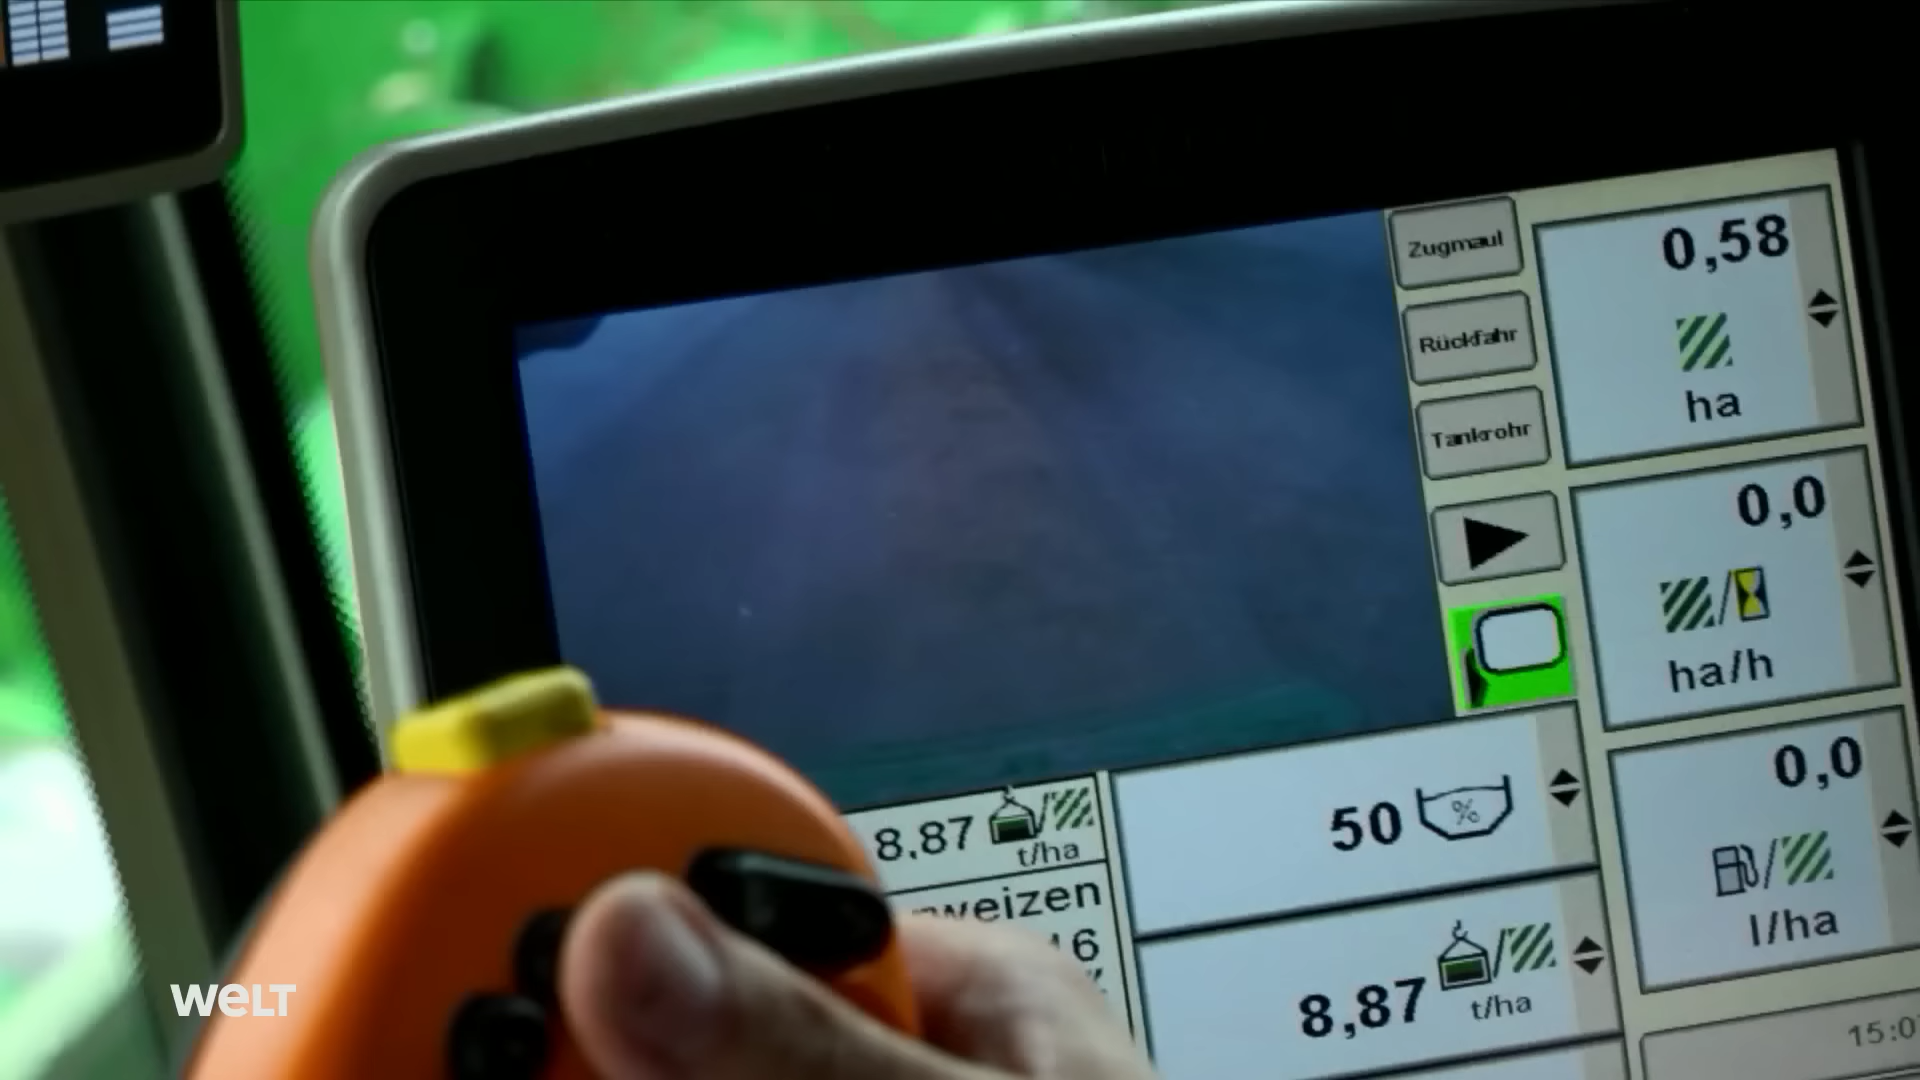 Zugmaul
Rückfahr
Tankrohr
0,58
ha
0,0
ha/h
0,0
l/ha
50 %
8,87
t/ha
weizen
16
8,87
t/ha
WELT